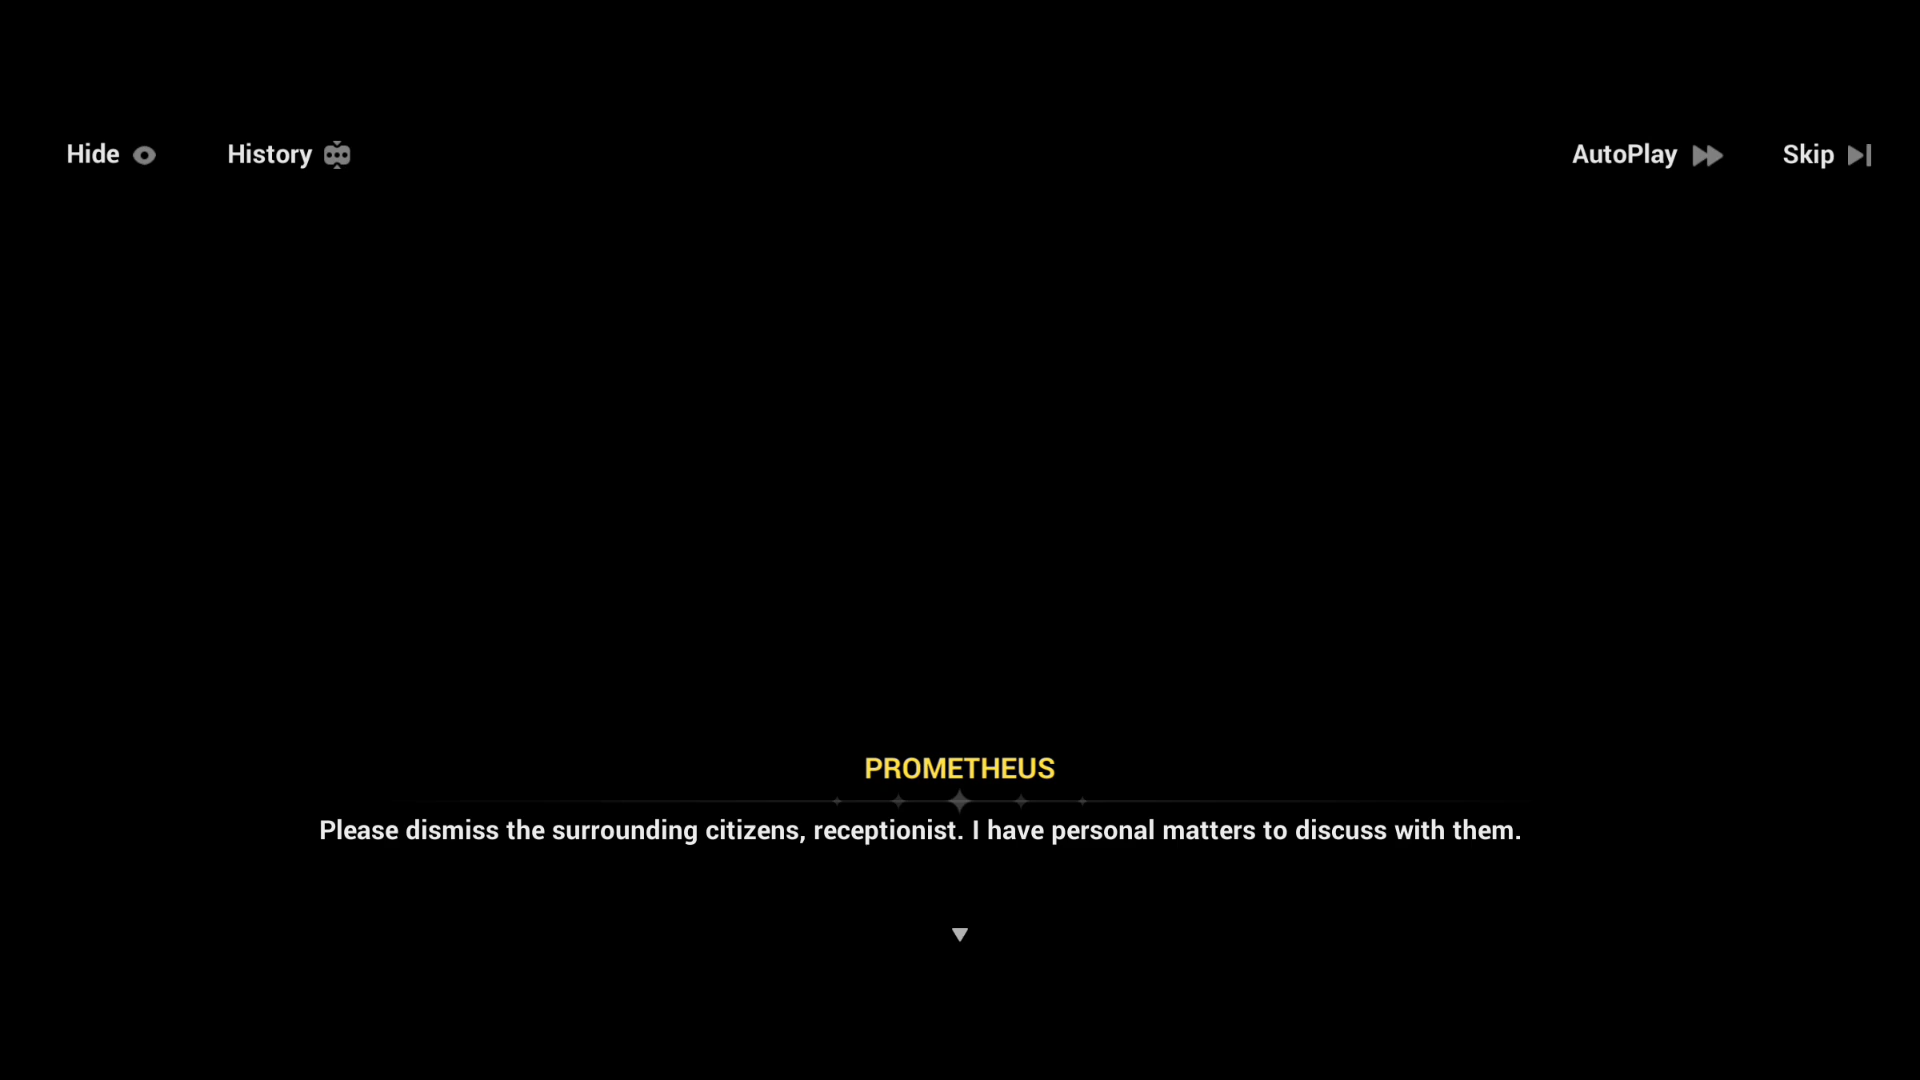 Hide
History
AutoPlay
Skip
PROMETHEUS
Please dismiss the surrounding citizens, receptionist. I have personal matters to discuss with them.